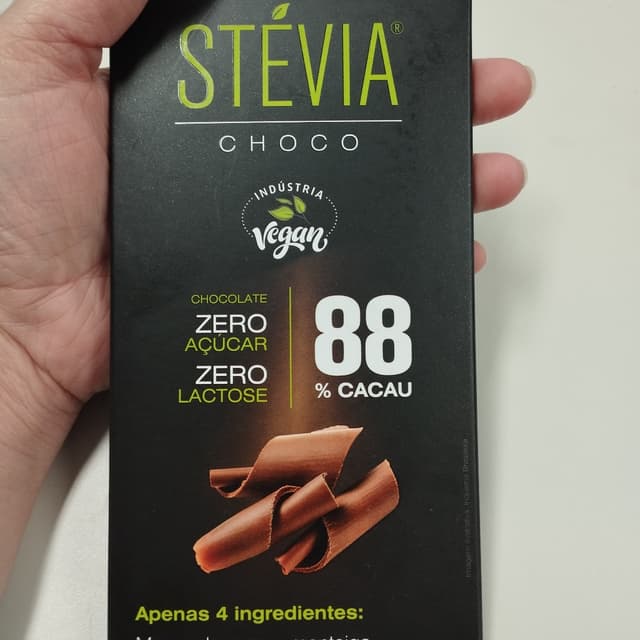 STÉVIA®
CHOCO
INDÚSTRIA
Vegan
CHOCOLATE
ZERO
AÇÚCAR
ZERO
LACTOSE
88
% CACAU
Apenas 4 ingredientes: